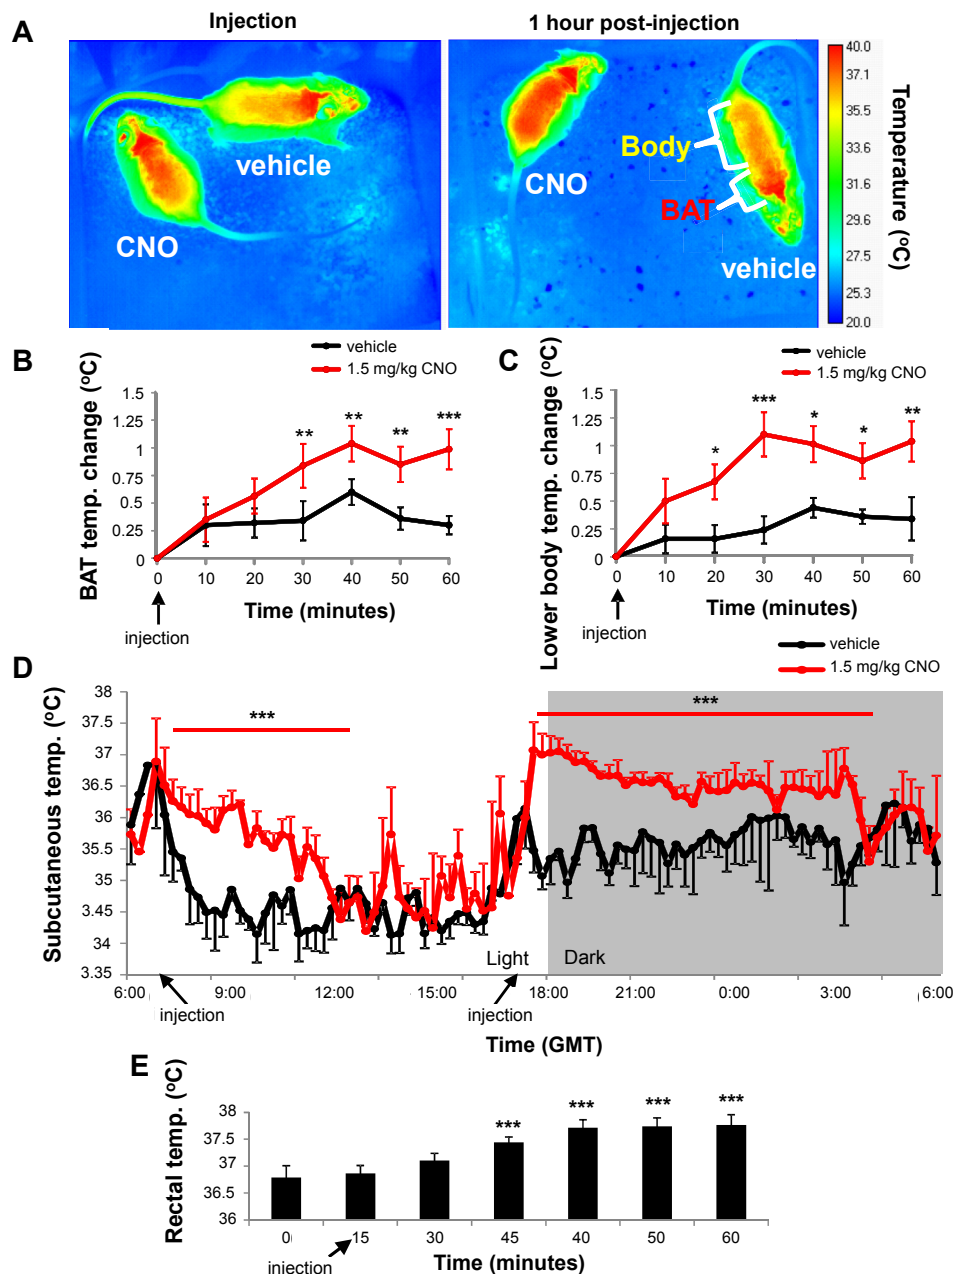 A
Injection
1 hour post-injection
vehicle
CNO
CNO
Body
BAT
vehicle
40.0
37.1
35.5
33.6
31.6
29.6
27.6
25.3
20.0
Temperature (ºC)
B
vehicle
1.5 mg/kg CNO
BAT temp. change (ºC)
1.5
1.25
1
0.75
0.5
0.25
0
** ** ** ***
0 10 20 30 40 50 60
Time (minutes)
injection
C
vehicle
1.5 mg/kg CNO
Lower body temp. change (ºC)
1.5
1.25
1
0.75
0.5
0.25
0
* *** * * **
0 10 20 30 40 50 60
Time (minutes)
injection
vehicle
1.5 mg/kg CNO
D
Subcutaneous temp. (ºC)
38
37.5
37
36.5
36
35.5
35
34.45
34
3.35
*** ***
Light Dark
6:00 9:00 12:00 15:00 18:00 21:00 0:00 3:00 6:00
injection injection
Time (GMT)
E
Rectal temp. (ºC)
38
37.5
37
36.5
36
*** *** *** ***
0 15 30 45 40 50 60
injection
Time (minutes)